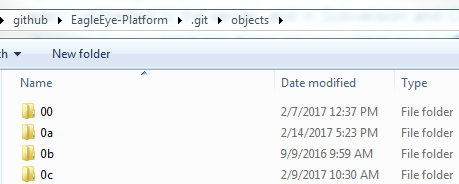 github EagleEye-Platform .git objects
New folder
Name Date modified Type
00 2/7/2017 12:37 PM File folder
0a 2/14/2017 5:23 PM File folder
0b 9/9/2016 9:59 AM File folder
0c 2/9/2017 10:30 AM File folder